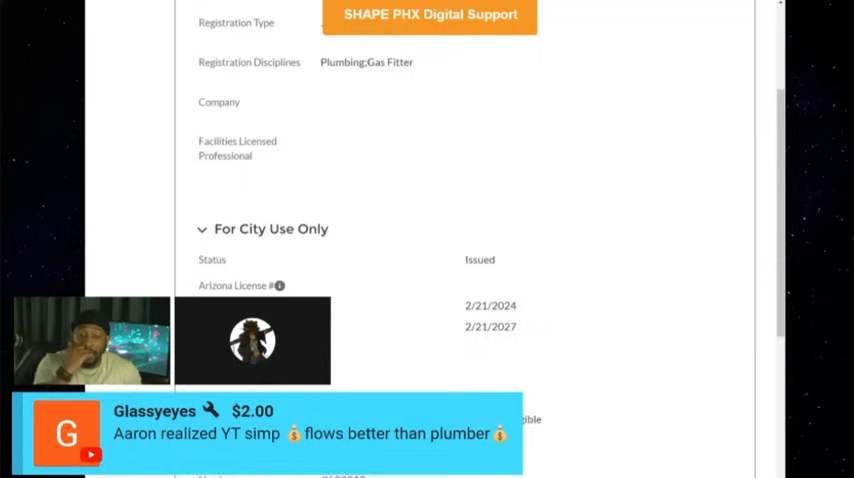 SHAPE PHX Digital Support
Registration Type
Registration Disciplines Plumbing;Gas Fitter
Company
Facilities Licensed
Professional
For City Use Only
Status Issued
Arizona License #
2/21/2024
2/21/2027
Glassyeyes $2.00
Aaron realized YT simp 💰flows better than plumber💰
G